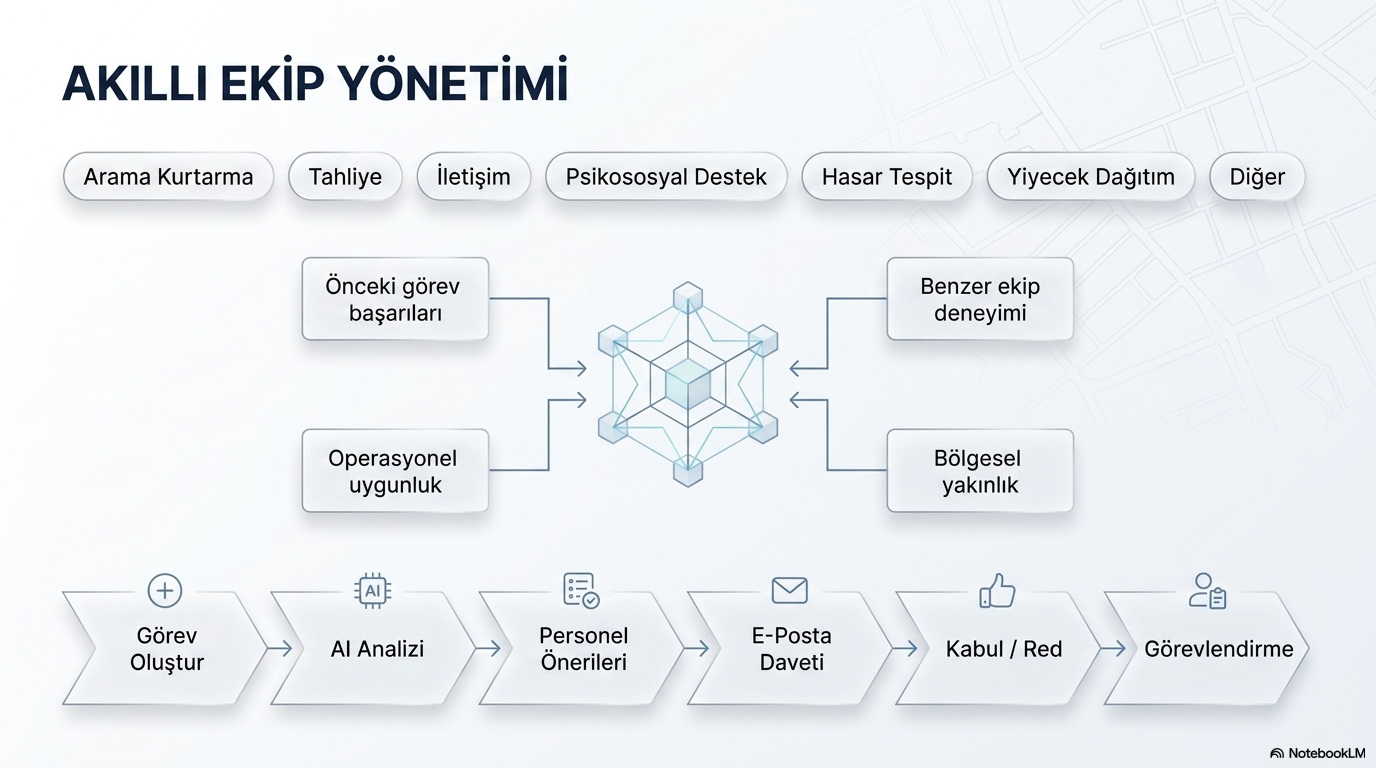 AKILLI EKİP YÖNETİMİ
Arama Kurtarma
Tahliye
İletişim
Psikososyal Destek
Hasar Tespit
Yiyecek Dağıtım
Diğer
Önceki görev
başarıları
Benzer ekip
deneyimi
Operasyonel
uygunluk
Bölgesel
yakınlık
Görev
Oluştur
AI
AI Analizi
Personel
Önerileri
E-Posta
Daveti
Kabul / Red
Görevlendirme
NotebookLM